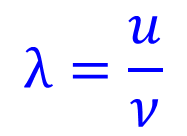 λ = u/ν